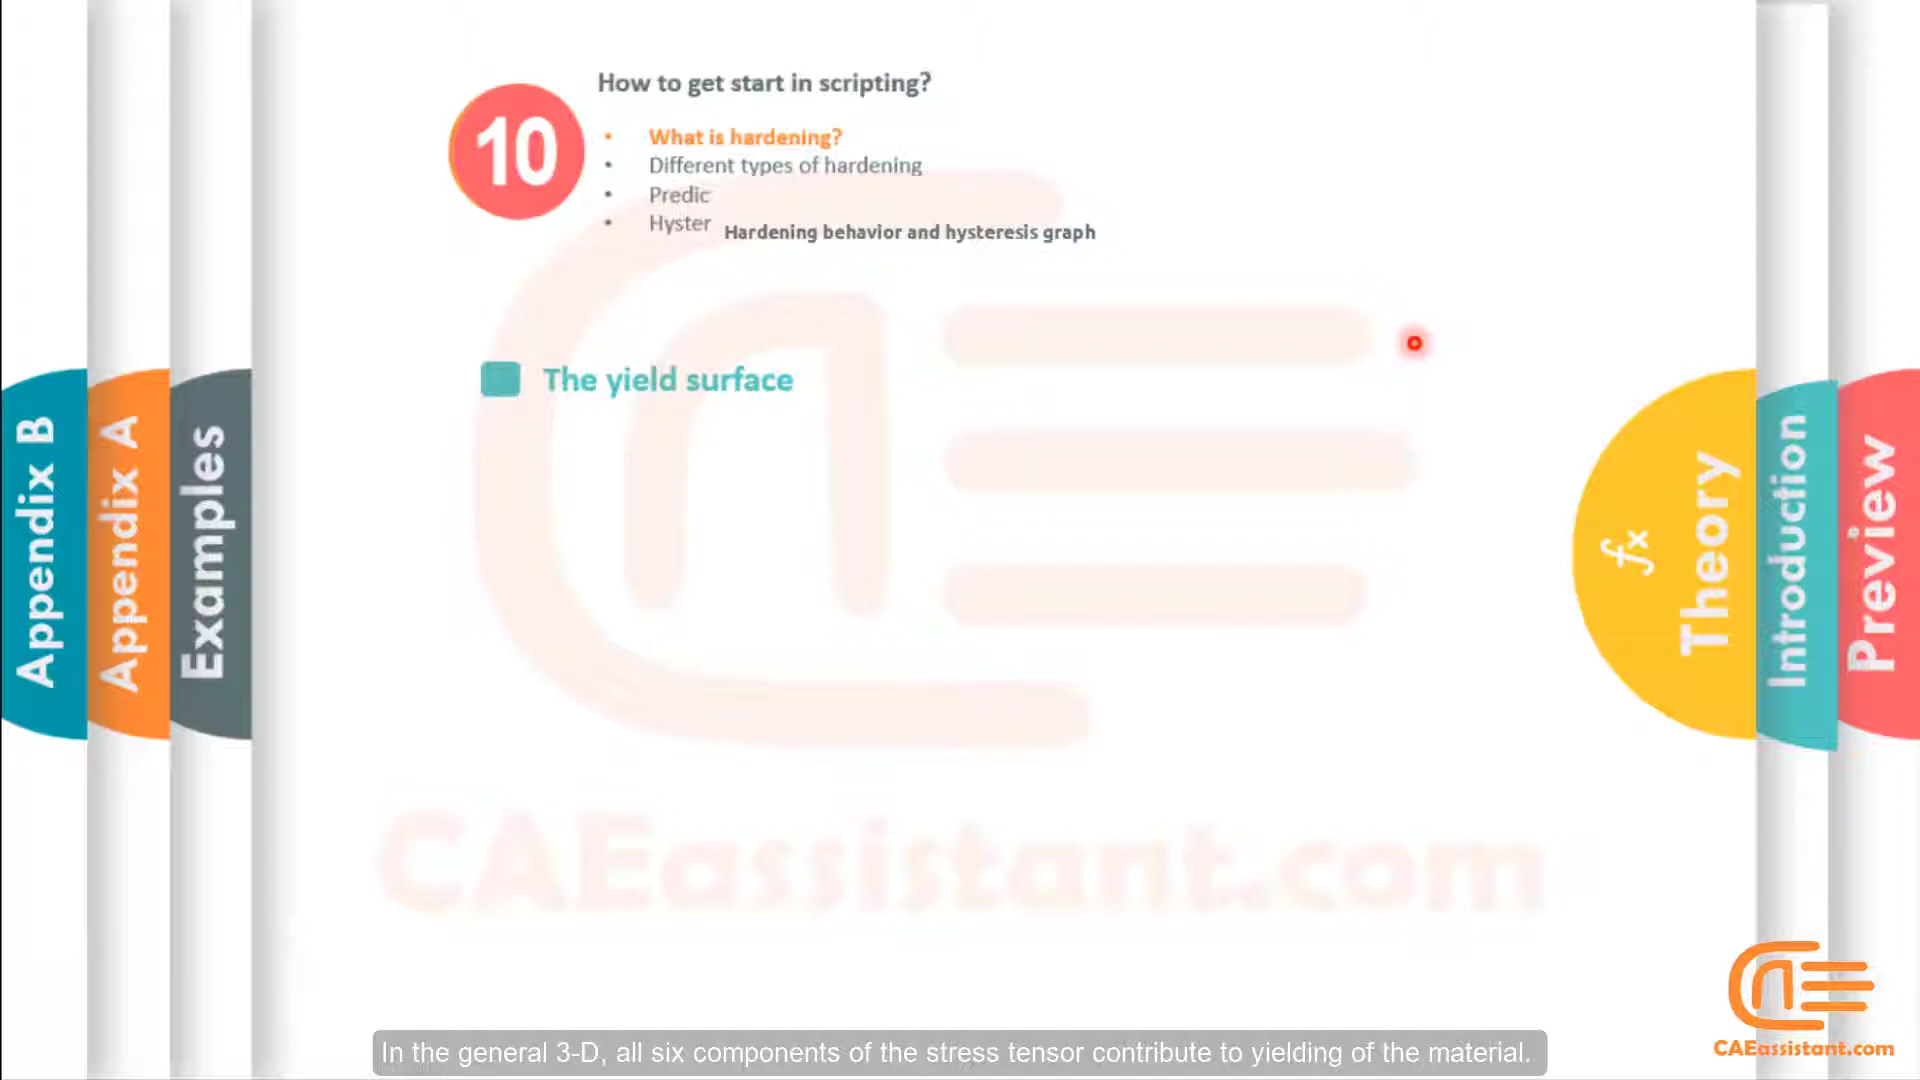 How to get start in scripting?
10
• What is hardening?
• Different types of hardening
• Predic
• Hyster
Hardening behavior and hysteresis graph
The yield surface
Appendix B
Appendix A
Examples
fx
Theory
Introduction
Preview
CAEassistant.com
CAEassistant.com
In the general 3-D, all six components of the stress tensor contribute to yielding of the material.